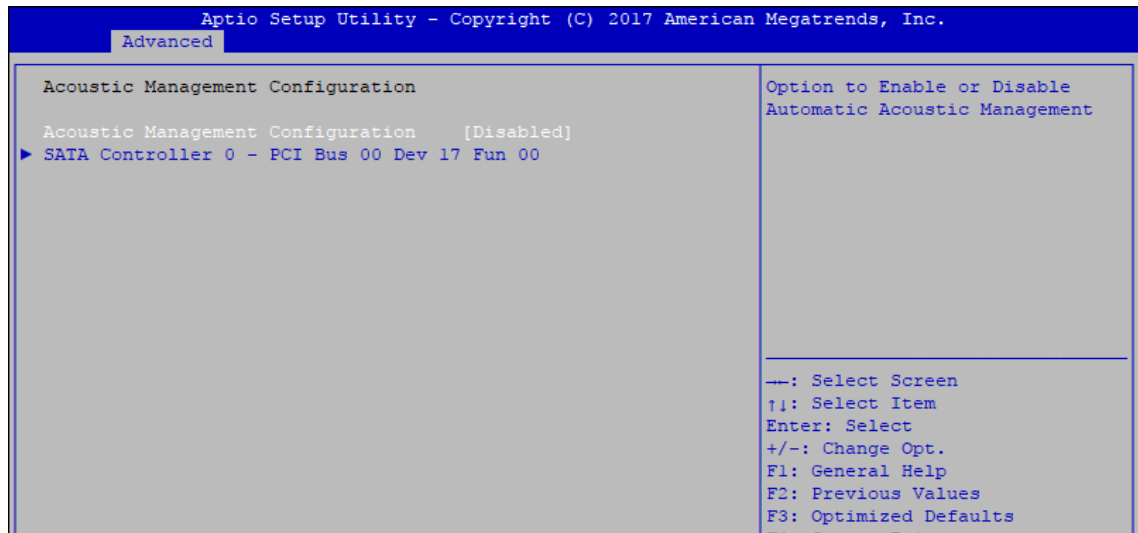 Aptio Setup Utility - Copyright (C) 2017 American Megatrends, Inc.
Advanced
Acoustic Management Configuration
Acoustic Management Configuration [Disabled]
► SATA Controller 0 - PCI Bus 00 Dev 17 Fun 00
Option to Enable or Disable
Automatic Acoustic Management
→←: Select Screen
↑↓: Select Item
Enter: Select
+/-: Change Opt.
F1: General Help
F2: Previous Values
F3: Optimized Defaults